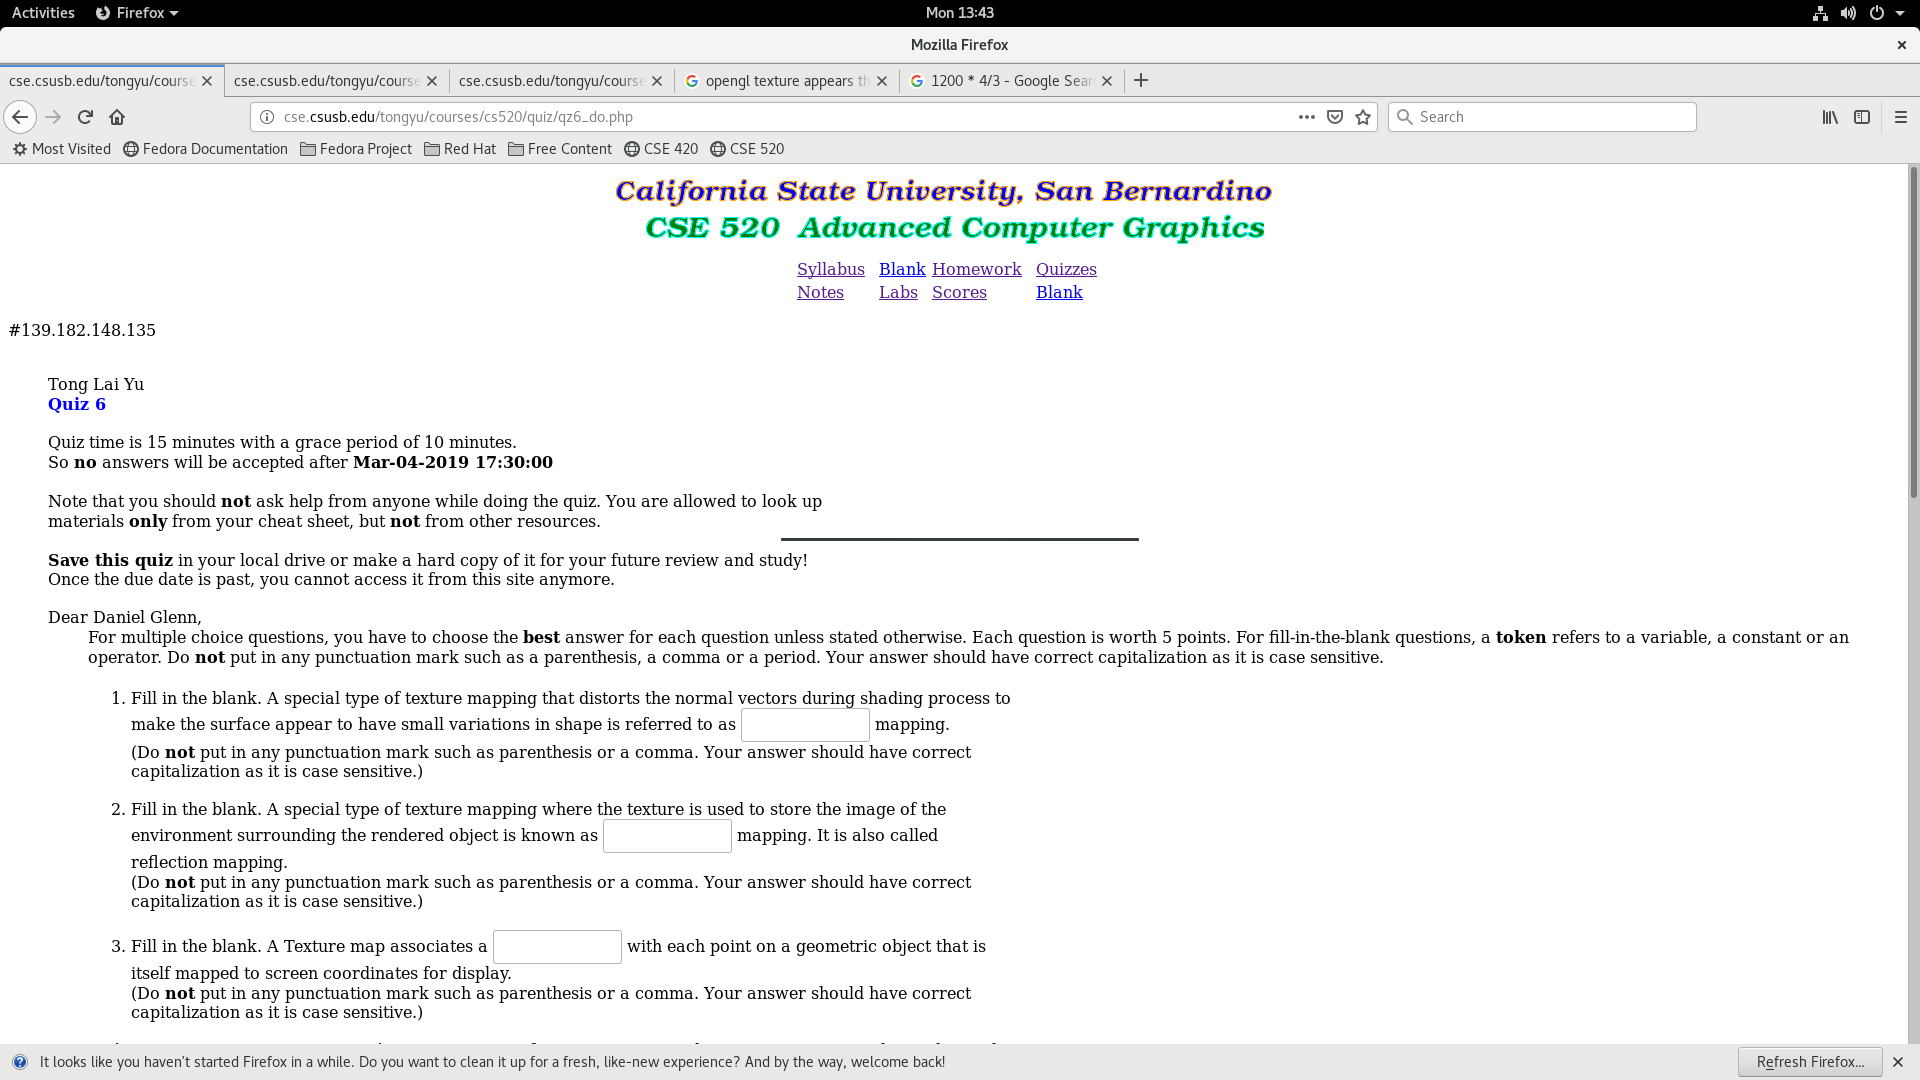 Activities Firefox Mon 13:43
Mozilla Firefox
cse.csusb.edu/tongyu/course cse.csusb.edu/tongyu/course cse.csusb.edu/tongyu/course opengl texture appears th 1200 * 4/3 - Google Sear
cse.csusb.edu/tongyu/courses/cs520/quiz/qz6_do.php Search
Most Visited Fedora Documentation Fedora Project Red Hat Free Content CSE 420 CSE 520
California State University, San Bernardino
CSE 520 Advanced Computer Graphics
Syllabus Blank Homework Quizzes
Notes Labs Scores Blank
#139.182.148.135
Tong Lai Yu
Quiz 6
Quiz time is 15 minutes with a grace period of 10 minutes.
So no answers will be accepted after Mar-04-2019 17:30:00
Note that you should not ask help from anyone while doing the quiz. You are allowed to look up
materials only from your cheat sheet, but not from other resources.
Save this quiz in your local drive or make a hard copy of it for your future review and study!
Once the due date is past, you cannot access it from this site anymore.
Dear Daniel Glenn,
For multiple choice questions, you have to choose the best answer for each question unless stated otherwise. Each question is worth 5 points. For fill-in-the-blank questions, a token refers to a variable, a constant or an
operator. Do not put in any punctuation mark such as a parenthesis, a comma or a period. Your answer should have correct capitalization as it is case sensitive.
1. Fill in the blank. A special type of texture mapping that distorts the normal vectors during shading process to
make the surface appear to have small variations in shape is referred to as mapping.
(Do not put in any punctuation mark such as parenthesis or a comma. Your answer should have correct
capitalization as it is case sensitive.)
2. Fill in the blank. A special type of texture mapping where the texture is used to store the image of the
environment surrounding the rendered object is known as mapping. It is also called
reflection mapping.
(Do not put in any punctuation mark such as parenthesis or a comma. Your answer should have correct
capitalization as it is case sensitive.)
3. Fill in the blank. A Texture map associates a with each point on a geometric object that is
itself mapped to screen coordinates for display.
(Do not put in any punctuation mark such as parenthesis or a comma. Your answer should have correct
capitalization as it is case sensitive.)
It looks like you haven't started Firefox in a while. Do you want to clean it up for a fresh, like-new experience? And by the way, welcome back! Refresh Firefox...